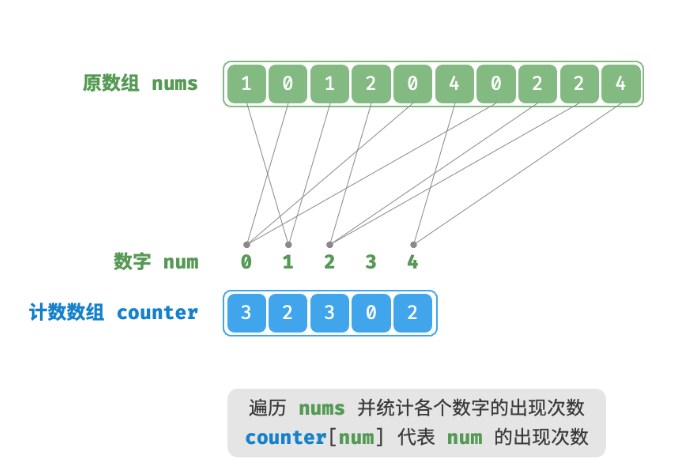 原数组 nums 1 0 1 2 0 4 0 2 2 4
数字 num 0 1 2 3 4
计数数组 counter 3 2 3 0 2
遍历 nums 并统计各个数字的出现次数
counter[num] 代表 num 的出现次数